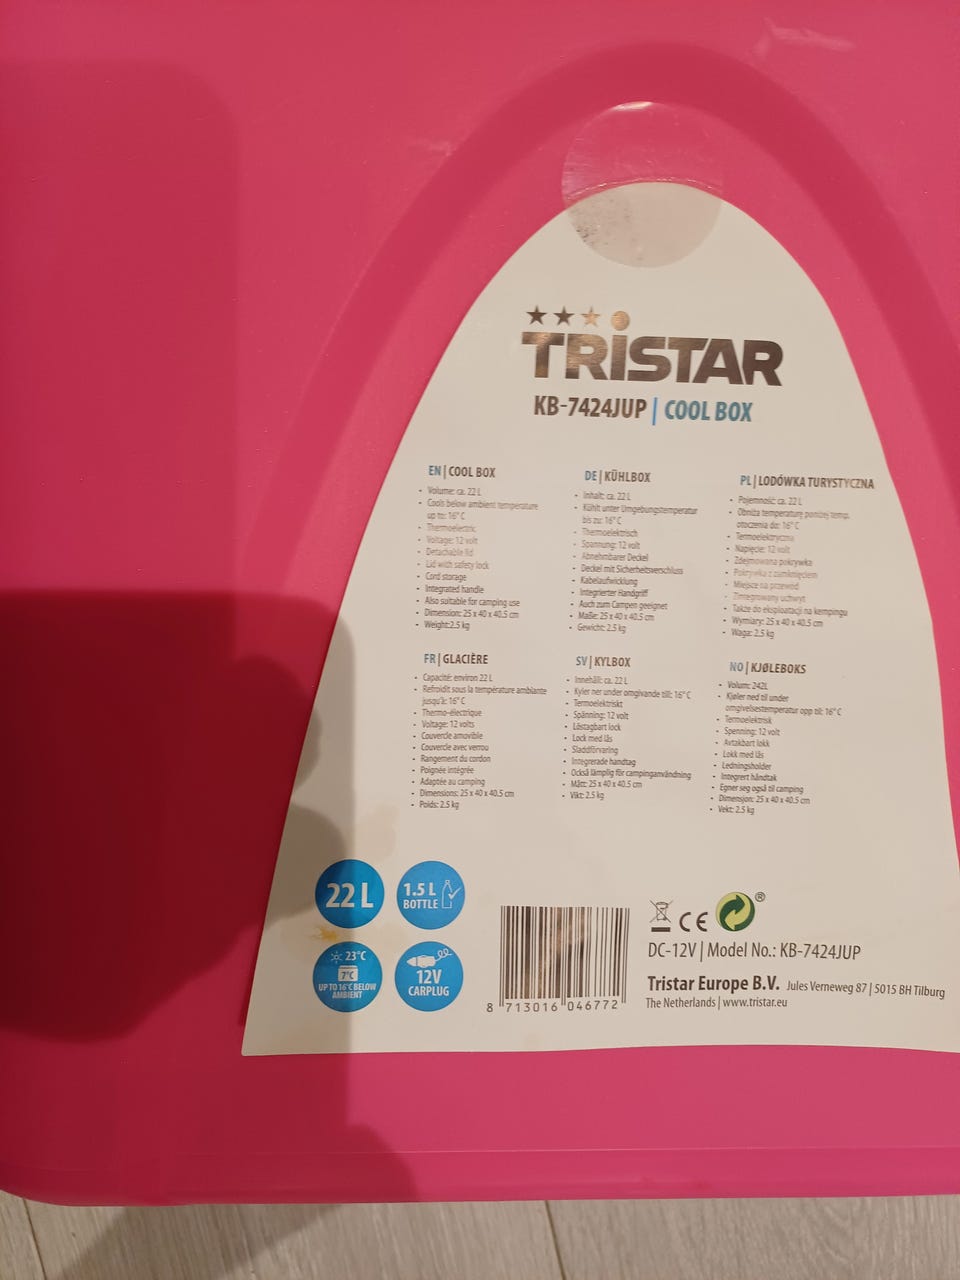 TRISTAR
KB-7424JUP | COOL BOX
EN | COOL BOX
• Volume: ca. 22 L
• Cools below ambient temperature
up to: 16° C
• Thermoelectric
• Voltage: 12 volt
• Detachable lid
• Lid with safety lock
• Cord storage
• Integrated handle
• Also suitable for camping use
• Dimension: 25 x 40 x 40.5 cm
• Weight:2.5 kg
DE | KÜHLBOX
• Inhalt: ca. 22 L
• Kühlt unter Umgebungstemperatur
bis zu: 16° C
• Thermoelektrisch
• Spannung: 12 volt
• Abnehmbarer Deckel
• Deckel mit Sicherheitsverschluss
• Kabelaufwicklung
• Integrierter Handgriff
• Auch zum Campen geeignet
• Maße: 25 x 40 x 40.5 cm
• Gewicht: 2.5 kg
PL | LODÓWKA TURYSTYCZNA
• Pojemność: ca. 22 L
• Obniża temperaturę poniżej temp.
otoczenia do: 16° C
• Termoelektryczna
• Napięcie: 12 volt
• Zdejmowana pokrywka
• Pokrywka z zamknięciem
• Miejsce na przewód
• Zintegrowany uchwyt
• Także do eksploatacji na kempingu
• Wymiary: 25 x 40 x 40.5 cm
• Waga: 2.5 kg
FR | GLACIÈRE
• Capacité: environ 22 L
• Refroidit sous la température ambiante
jusqu'à: 16° C
• Thermo-électrique
• Voltage: 12 volts
• Couvercle amovible
• Couvercle avec verrou
• Rangement du cordon
• Poignée intégrée
• Adaptée au camping
• Dimensions: 25 x 40 x 40.5 cm
• Poids: 2.5 kg
SV | KYLBOX
• Innehåll: ca. 22 L
• Kyler ner under omgivande till: 16° C
• Termoelektriskt
• Spänning: 12 volt
• Löstagbart lock
• Lock med lås
• Sladdförvaring
• Integrerade handtag
• Också lämplig för campinganvändning
• Mått: 25 x 40 x 40.5 cm
• Vikt: 2.5 kg
NO | KJØLEBOKS
• Volum: 242L
• Kjøler ned til under
omgivelsestemperatur opp til: 16° C
• Termoelektrisk
• Spenning: 12 volt
• Avtakbart lokk
• Lokk med lås
• Ledningsholder
• Integrert håndtak
• Egner seg også til camping
• Dimensjon: 25 x 40 x 40.5 cm
• Vekt: 2.5 kg
22 L
1.5 L
BOTTLE
23°C
7°C
UP TO 16°C BELOW
AMBIENT
12V
CARPLUG
8 713016 046772
CE ®
DC-12V | Model No.: KB-7424JUP
Tristar Europe B.V. Jules Verneweg 87 | 5015 BH Tilburg
The Netherlands | www.tristar.eu